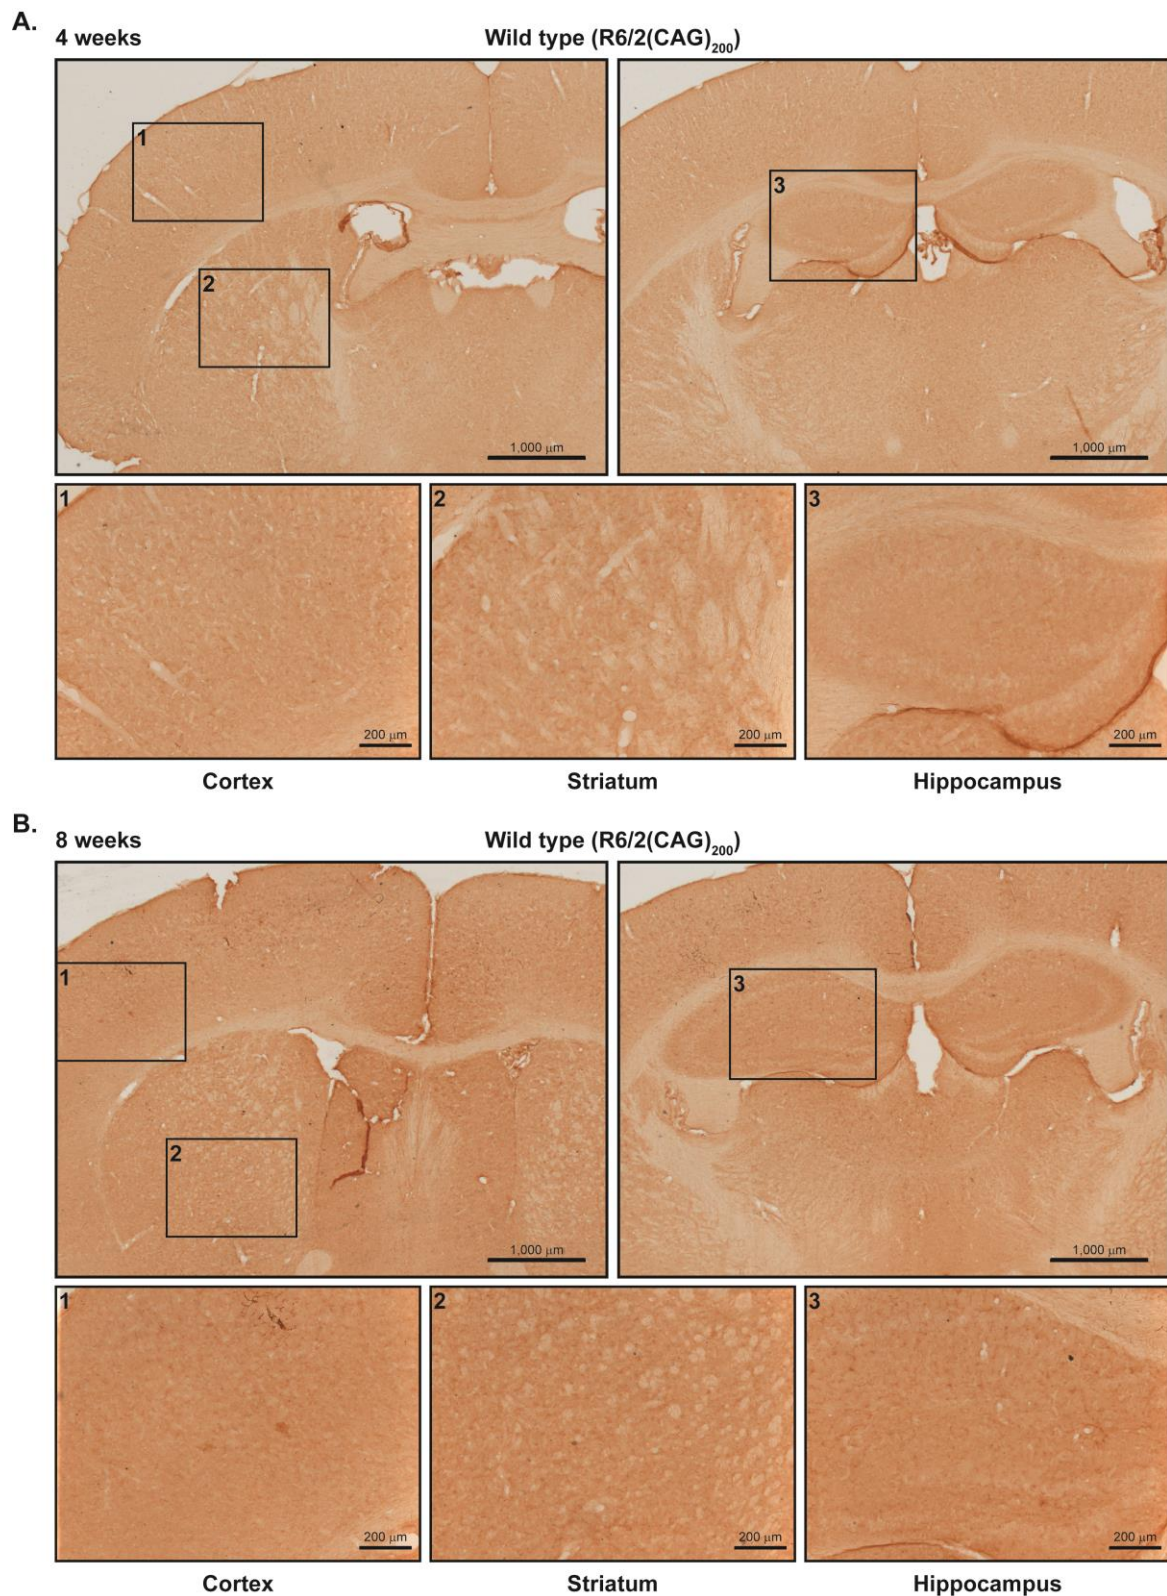 A.
4 weeks Wild type (R6/2(CAG)200)
1
2
1,000 μm
3
1,000 μm
1
200 μm
2
200 μm
3
200 μm
Cortex Striatum Hippocampus
B.
8 weeks Wild type (R6/2(CAG)200)
1
2
1,000 μm
3
1,000 μm
1
200 μm
2
200 μm
3
200 μm
Cortex Striatum Hippocampus